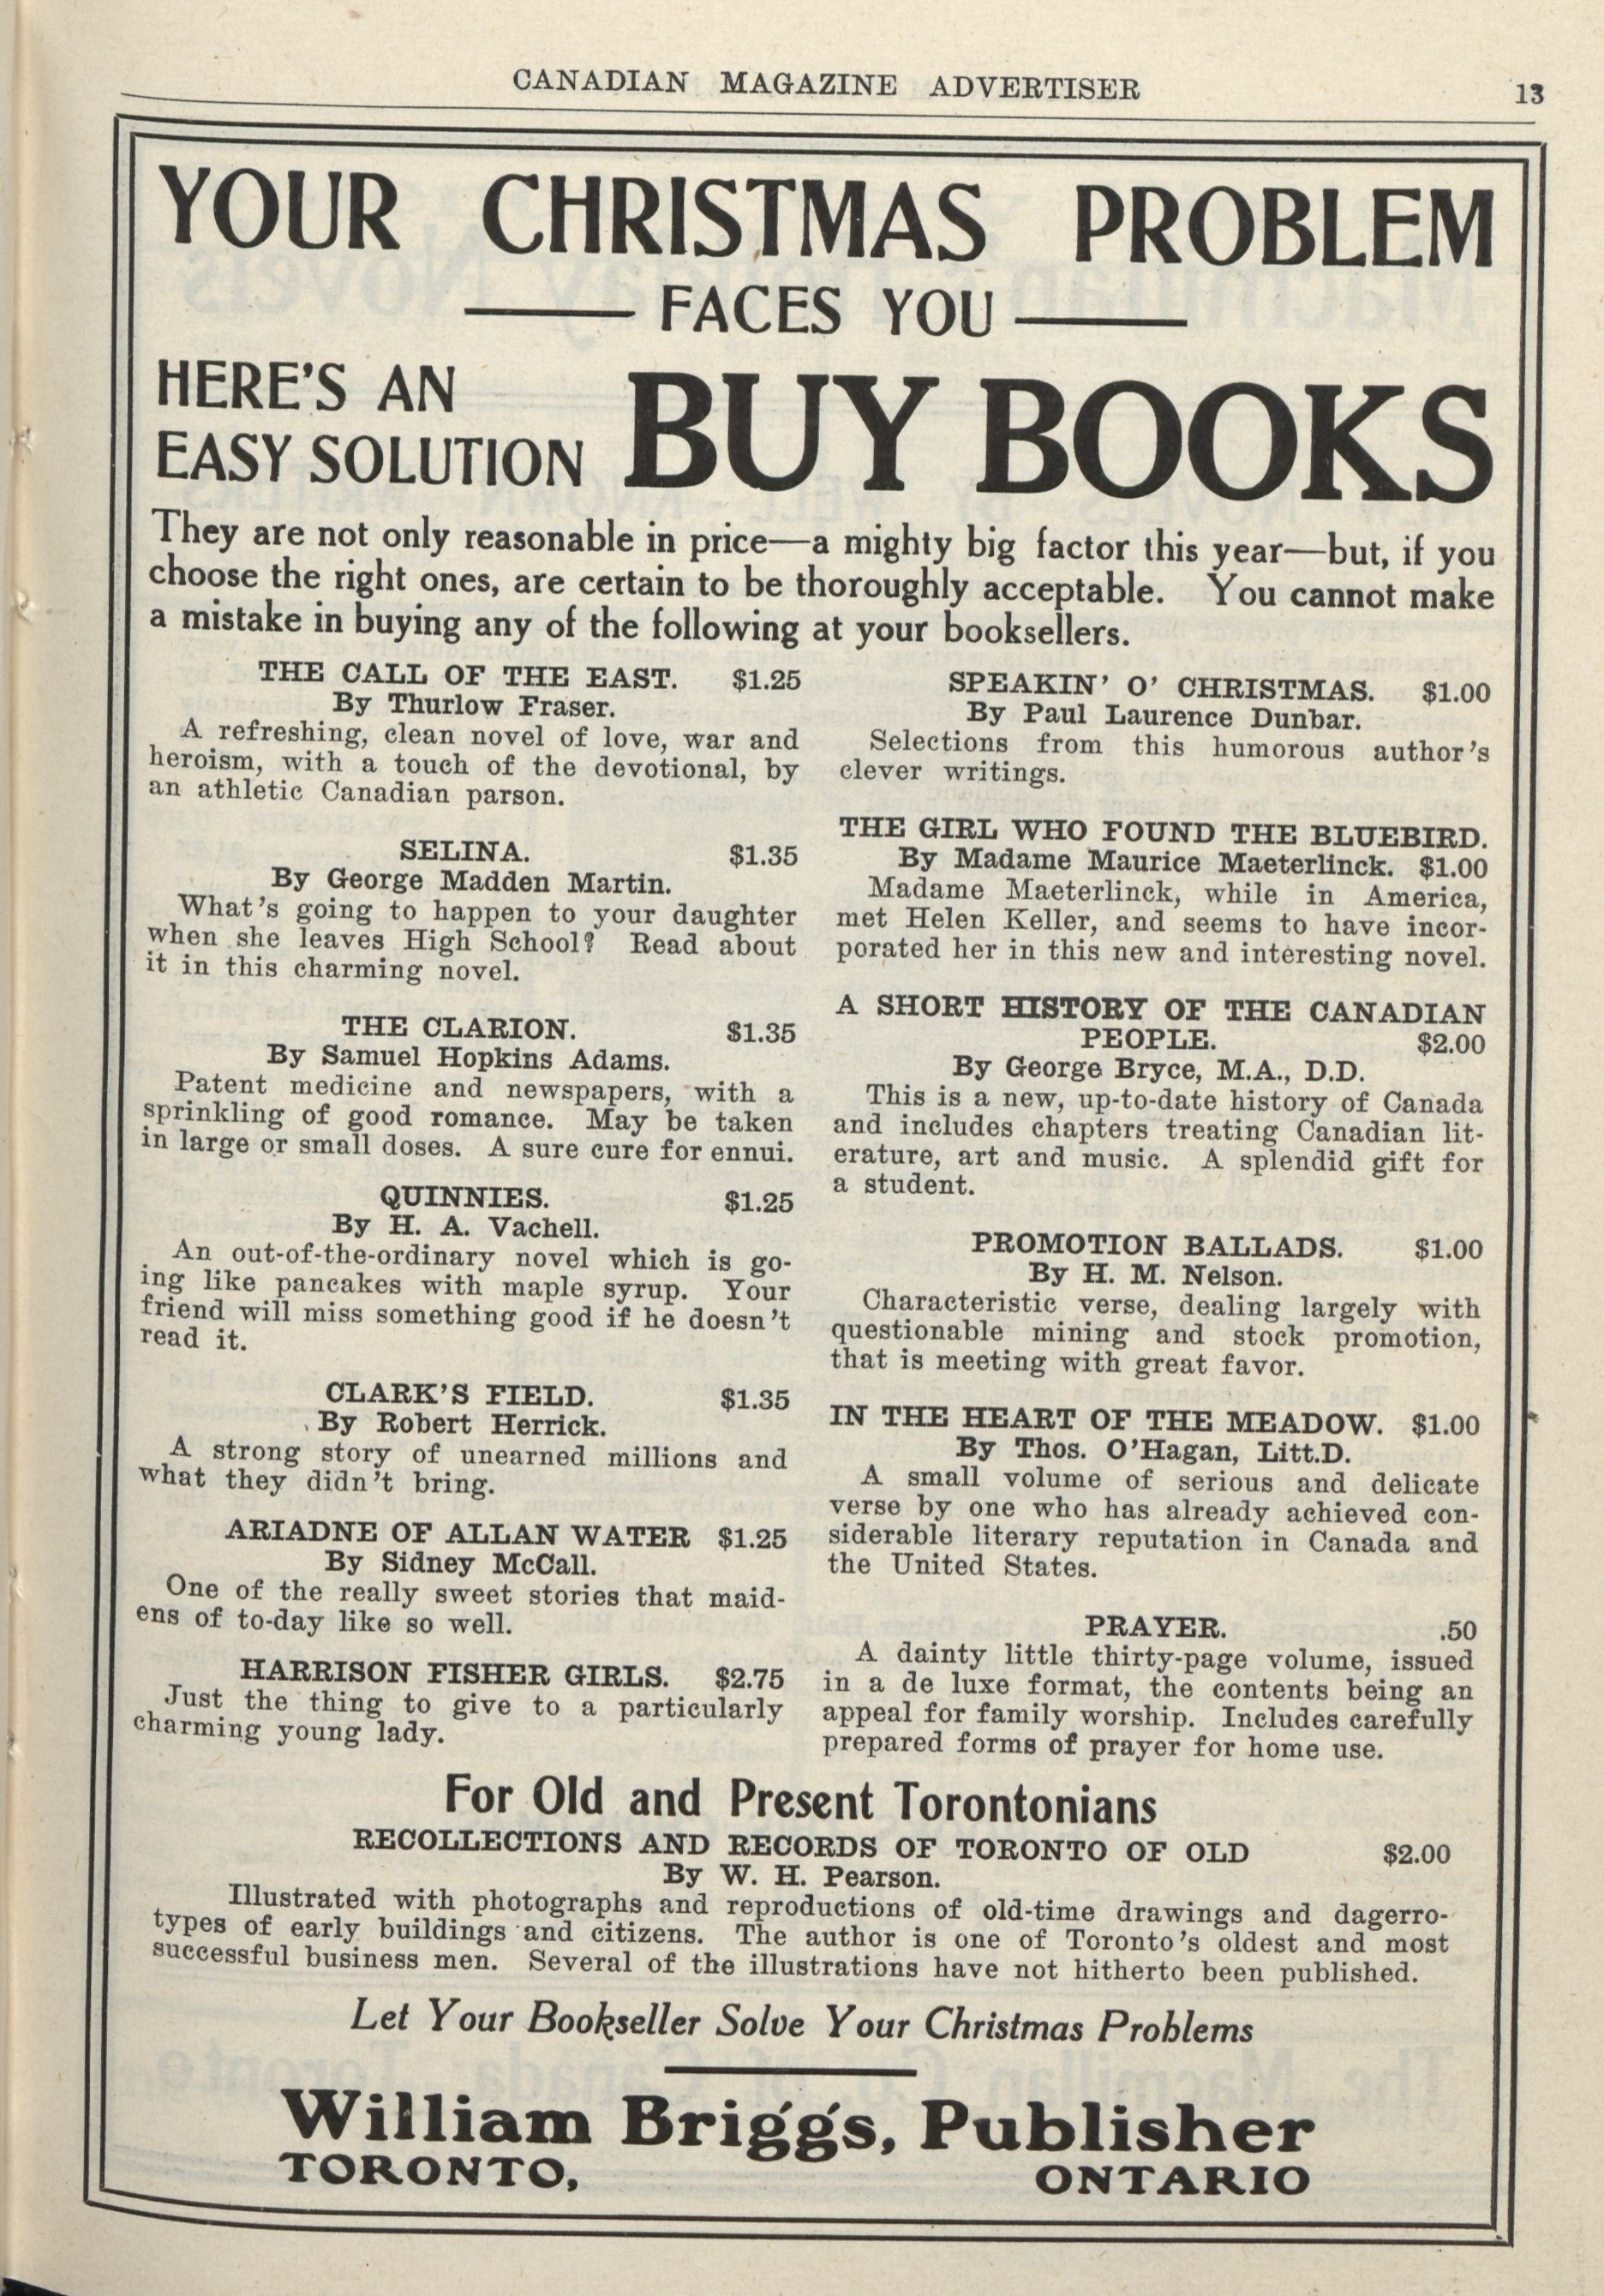 CANADIAN MAGAZINE ADVERTISER 13
YOUR CHRISTMAS PROBLEM
FACES YOU
HERE'S AN
EASY SOLUTION
BUY BOOKS
They are not only reasonable in price—a mighty big factor this year—but, if you
choose the right ones, are certain to be thoroughly acceptable. You cannot make
a mistake in buying any of the following at your booksellers.
THE CALL OF THE EAST. $1.25
By Thurlow Fraser.
A refreshing, clean novel of love, war and
heroism, with a touch of the devotional, by
an athletic Canadian parson.
SELINA. $1.35
By George Madden Martin.
What's going to happen to your daughter
when she leaves High School? Read about
it in this charming novel.
THE CLARION. $1.35
By Samuel Hopkins Adams.
Patent medicine and newspapers, with a
sprinkling of good romance. May be taken
in large or small doses. A sure cure for ennui.
QUINNIES. $1.25
By H. A. Vachell.
An out-of-the-ordinary novel which is go-
ing like pancakes with maple syrup. Your
friend will miss something good if he doesn't
read it.
CLARK'S FIELD. $1.35
By Robert Herrick.
A strong story of unearned millions and
what they didn't bring.
ARIADNE OF ALLAN WATER $1.25
By Sidney McCall.
One of the really sweet stories that maid-
ens of to-day like so well.
HARRISON FISHER GIRLS. $2.75
Just the thing to give to a particularly
charming young lady.
SPEAKIN' O' CHRISTMAS. $1.00
By Paul Laurence Dunbar.
Selections from this humorous author's
clever writings.
THE GIRL WHO FOUND THE BLUEBIRD.
By Madame Maurice Maeterlinck. $1.00
Madame Maeterlinck, while in America,
met Helen Keller, and seems to have incor-
porated her in this new and interesting novel.
A SHORT HISTORY OF THE CANADIAN
PEOPLE. $2.00
By George Bryce, M.A., D.D.
This is a new, up-to-date history of Canada
and includes chapters treating Canadian lit-
erature, art and music. A splendid gift for
a student.
PROMOTION BALLADS. $1.00
By H. M. Nelson.
Characteristic verse, dealing largely with
questionable mining and stock promotion,
that is meeting with great favor.
IN THE HEART OF THE MEADOW. $1.00
By Thos. O'Hagan, Litt.D.
A small volume of serious and delicate
verse by one who has already achieved con-
siderable literary reputation in Canada and
the United States.
PRAYER. .50
A dainty little thirty-page volume, issued
in a de luxe format, the contents being an
appeal for family worship. Includes carefully
prepared forms of prayer for home use.
For Old and Present Torontonians
RECOLLECTIONS AND RECORDS OF TORONTO OF OLD $2.00
By W. H. Pearson.
Illustrated with photographs and reproductions of old-time drawings and dagerro-
types of early buildings and citizens. The author is one of Toronto's oldest and most
successful business men. Several of the illustrations have not hitherto been published.
Let Your Bookseller Solve Your Christmas Problems
William Briggs, Publisher
TORONTO, ONTARIO